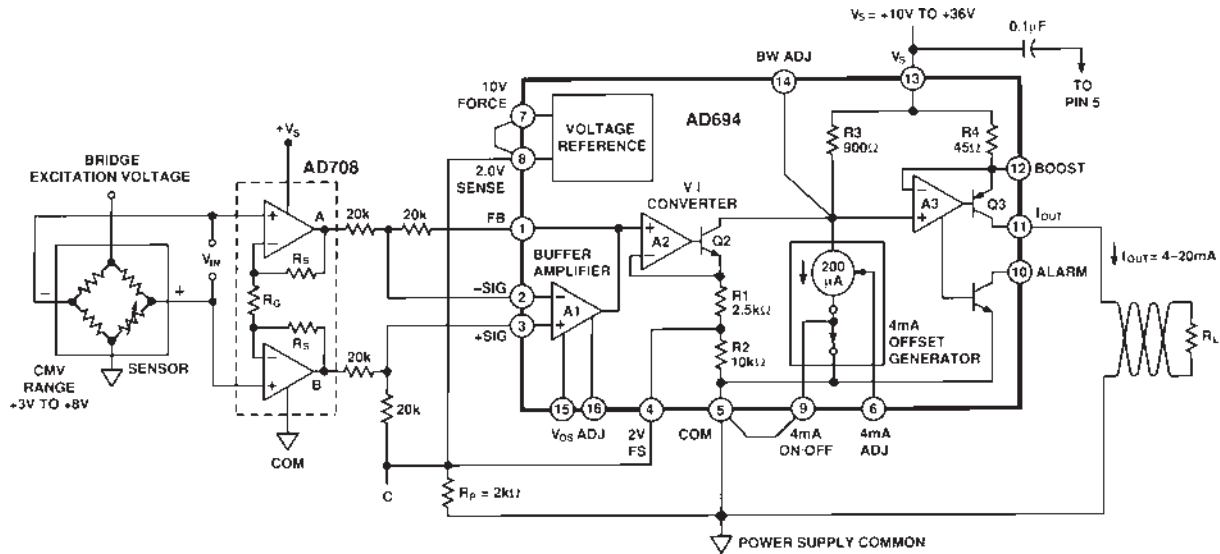 VS = +10V TO +36V
0.1µF
VS
BW ADJ
14
13
TO
PIN 5
10V
FORCE
7
VOLTAGE
REFERENCE
AD694
R3
900Ω
R4
45Ω
12
BOOST
+VS
8
2.0V
SENSE
BRIDGE
EXCITATION VOLTAGE
AD708
A
20k
20k
FB
1
V-I
CONVERTER
A2
Q2
A3
Q3
11
IOUT
VIN
RS
BUFFER
AMPLIFIER
200
µA
10
ALARM
IOUT = 4–20mA
RG
–SIG
2
A1
R1
2.5kΩ
RS
+SIG
3
4mA
OFFSET
GENERATOR
R2
10kΩ
RL
SENSOR
CMV
RANGE
+3V TO +8V
B
20k
20k
15
16
4
5
9
6
VOS ADJ
2V
FS
COM
4mA
ON-OFF
4mA
ADJ
COM
C
RP = 2kΩ
POWER SUPPLY COMMON